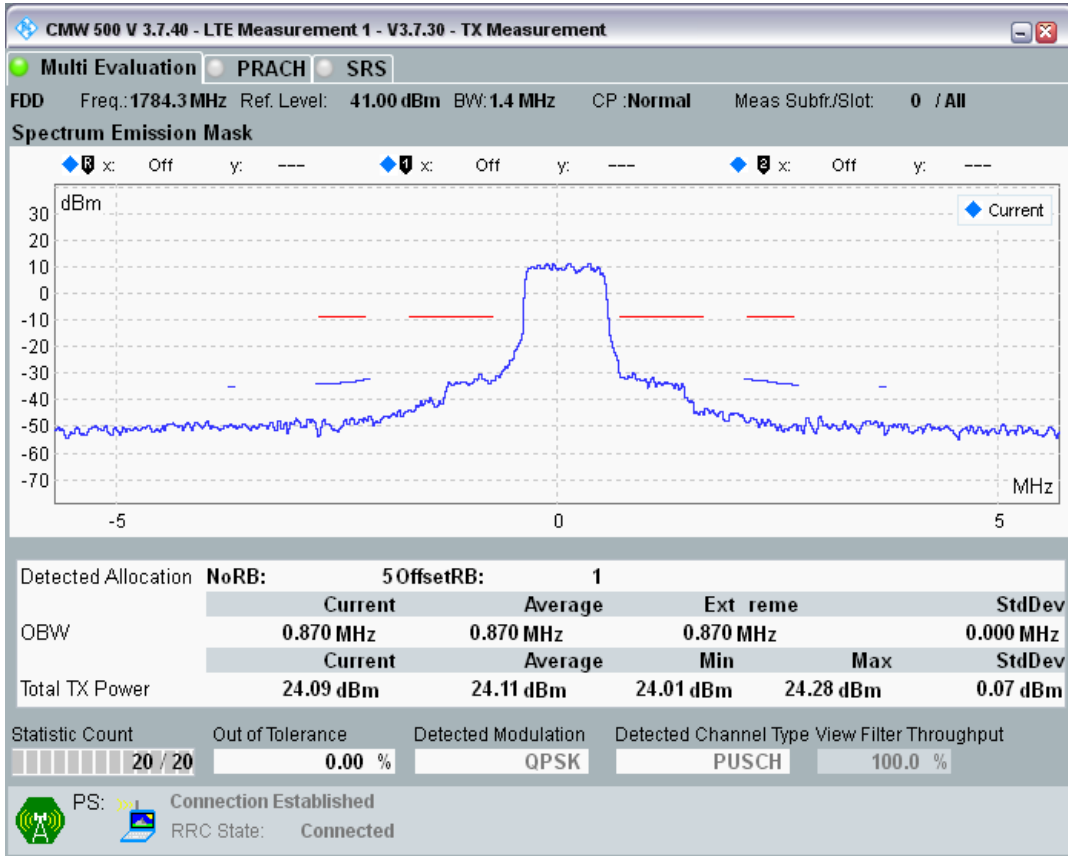 CMW 500 V 3.7.40 - LTE Measurement 1 - V3.7.30 - TX Measurement
Multi Evaluation PRACH SRS
FDD Freq.: 1784.3 MHz Ref. Level: 41.00 dBm BW: 1.4 MHz CP : Normal Meas Subfr./Slot: 0 / All
Spectrum Emission Mask
R x: Off y: --- 1 x: Off y: --- 2 x: Off y: ---
dBm
Current
30
20
10
0
-10
-20
-30
-40
-50
-60
-70
MHz
-5 0 5
Detected Allocation NoRB: 5 OffsetRB: 1
Current Average Ext reme StdDev
OBW 0.870 MHz 0.870 MHz 0.870 MHz 0.000 MHz
Current Average Min Max StdDev
Total TX Power 24.09 dBm 24.11 dBm 24.01 dBm 24.28 dBm 0.07 dBm
Statistic Count Out of Tolerance Detected Modulation Detected Channel Type View Filter Throughput
20 / 20 0.00 % QPSK PUSCH 100.0 %
PS: Connection Established
RRC State: Connected